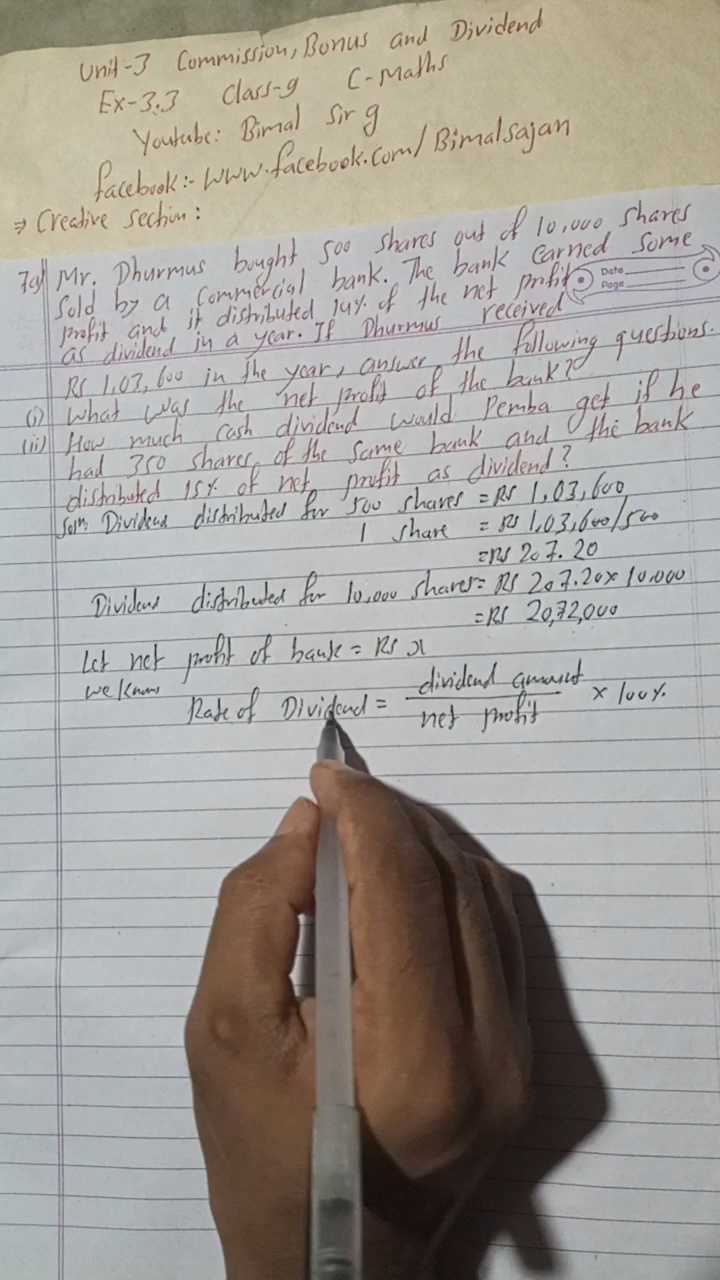 Unit-3 Commission, Bonus and Dividend
Ex-3.3 Class-9 C-Maths
Youtube: Bimal Sir g
facebook:- www.facebook.com/Bimalsajan
⇒ Creative Section:
7a) Mr. Dhurmus bought 500 shares out of 10,000 shares
Sold by a commercial bank. The bank earned some
profit and it distributed 14% of the net profit
Date
Page
as dividend in a year. If Dhurmus received
RS 1,03,600 in the year, answer the following questions.
(i) What was the net profit of the bank?
(ii) How much cash dividend would Pemba get if he
had 350 shares of the same bank and the bank
distributed 15% of net profit as dividend?
Soln: Dividend distributed for 500 shares = RS 1,03,600
1 share = RS 1,03,600/500
= RS 207.20
Dividend distributed for 10,000 shares = RS 207.20 x 10,000
= RS 20,72,000
Let net profit of bank = RS x
we know
Rate of Dividend = dividend amount / net profit × 100%